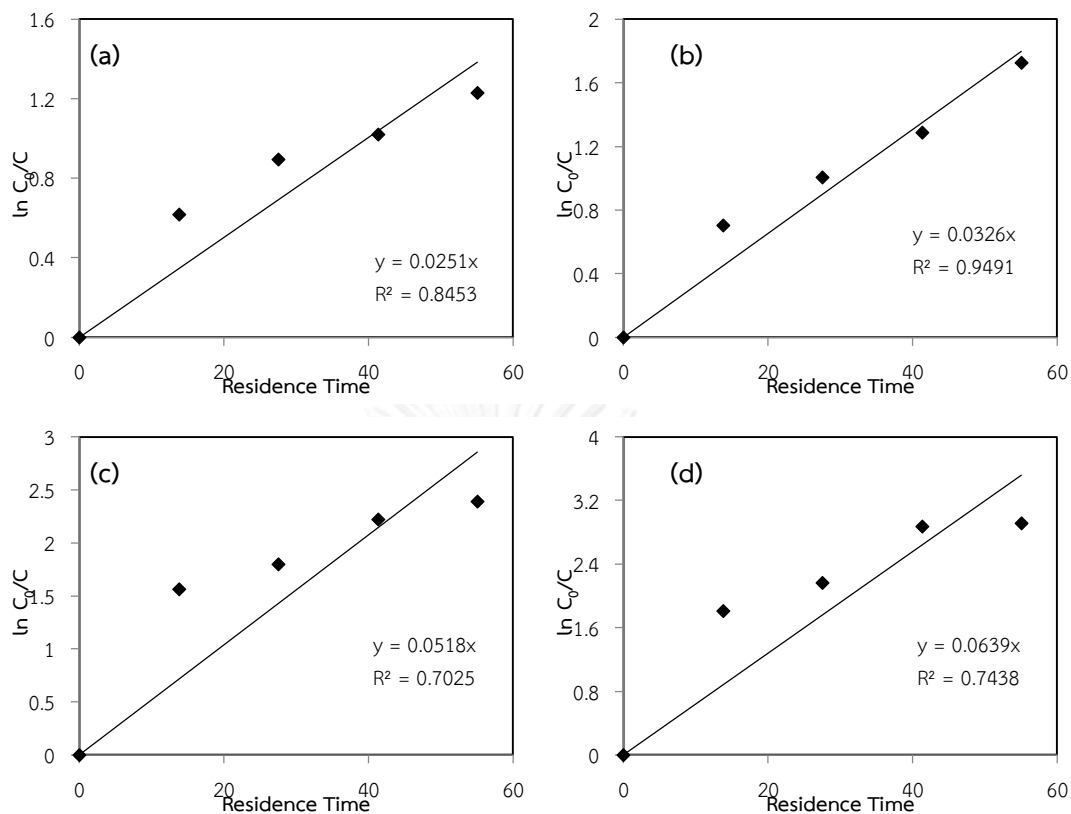 (a)
ln C₀/C
1.6
1.2
0.8
0.4
0
y = 0.0251x
R² = 0.8453
0 20 40 60
Residence Time
(b)
ln C₀/C
2
1.6
1.2
0.8
0.4
0
y = 0.0326x
R² = 0.9491
0 20 40 60
Residence Time
(c)
ln C₀/C
3
2.5
2
1.5
1
0.5
0
y = 0.0518x
R² = 0.7025
0 20 40 60
Residence Time
(d)
ln C₀/C
4
3.2
2.4
1.6
0.8
0
y = 0.0639x
R² = 0.7438
0 20 40 60
Residence Time